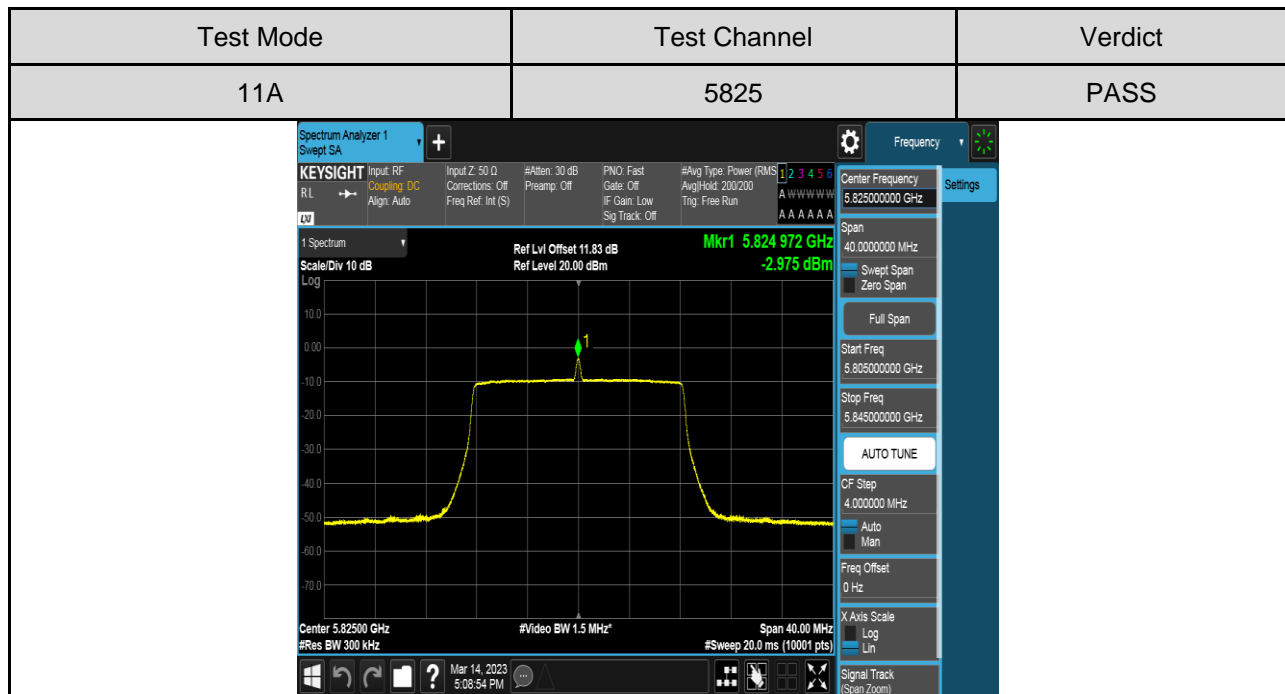 Test Mode Test Channel Verdict
11A 5825 PASS
Spectrum Analyzer 1
Swept SA
+
Frequency
KEYSIGHT
RL
LXI
Input: RF
Coupling: DC
Align: Auto
Input Z: 50 Ω
Corrections: Off
Freq Ref: Int (S)
#Atten: 30 dB
Preamp: Off
PNO: Fast
Gate: Off
IF Gain: Low
Sig Track: Off
#Avg Type: Power (RMS
Avg|Hold: 200/200
Trig: Free Run
1 2 3 4 5 6
A W W W W W
A A A A A A
1 Spectrum
Scale/Div 10 dB
Log
Ref Lvl Offset 11.83 dB
Ref Level 20.00 dBm
Mkr1 5.824 972 GHz
-2.975 dBm
10.0
0.00
-10.0
-20.0
-30.0
-40.0
-50.0
-60.0
-70.0
1
Center 5.82500 GHz
#Res BW 300 kHz
#Video BW 1.5 MHz*
Span 40.00 MHz
#Sweep 20.0 ms (10001 pts)
?
Mar 14, 2023
5:08:54 PM
Center Frequency
5.825000000 GHz
Settings
Span
40.0000000 MHz
Swept Span
Zero Span
Full Span
Start Freq
5.805000000 GHz
Stop Freq
5.845000000 GHz
AUTO TUNE
CF Step
4.000000 MHz
Auto
Man
Freq Offset
0 Hz
X Axis Scale
Log
Lin
Signal Track
(Span Zoom)